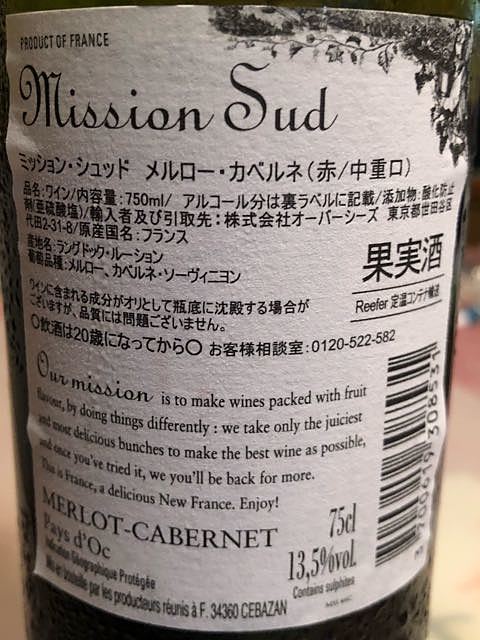 PRODUCT OF FRANCE
Mission Sud
ミッション・シュッド メルロー・カベルネ(赤/中重口)
品名:ワイン/内容量:750ml/ アルコール分は裏ラベルに記載/添加物:酸化防止
剤(亜硫酸塩)/輸入者及び引取先:株式会社オーバーシーズ 東京都世田谷区
代田2-31-8/原産国名:フランス
産地名:ラングドック・ルーション
葡萄品種:メルロー、カベルネ・ソーヴィニヨン
果実酒
Reefer 定温コンテナ輸送
ワインに含まれる成分がオリとして瓶底に沈殿する場合が
ございますが、品質には問題ございません。
〇飲酒は20歳になってから〇 お客様相談室:0120-522-582
Our mission is to make wines packed with fruit
flavour, by doing things differently : we take only the juiciest
and most delicious bunches to make the best wine as possible,
and once you've tried it, we'll be back for more.
This is France, a delicious New France. Enjoy!
MERLOT-CABERNET
75cl
Pays d'Oc
13,5%vol.
Indication Géographique Protégée
Contains sulphites
Mis en bouteille par les producteurs réunis à F. 34360 CEBAZAN
3 700619 308531